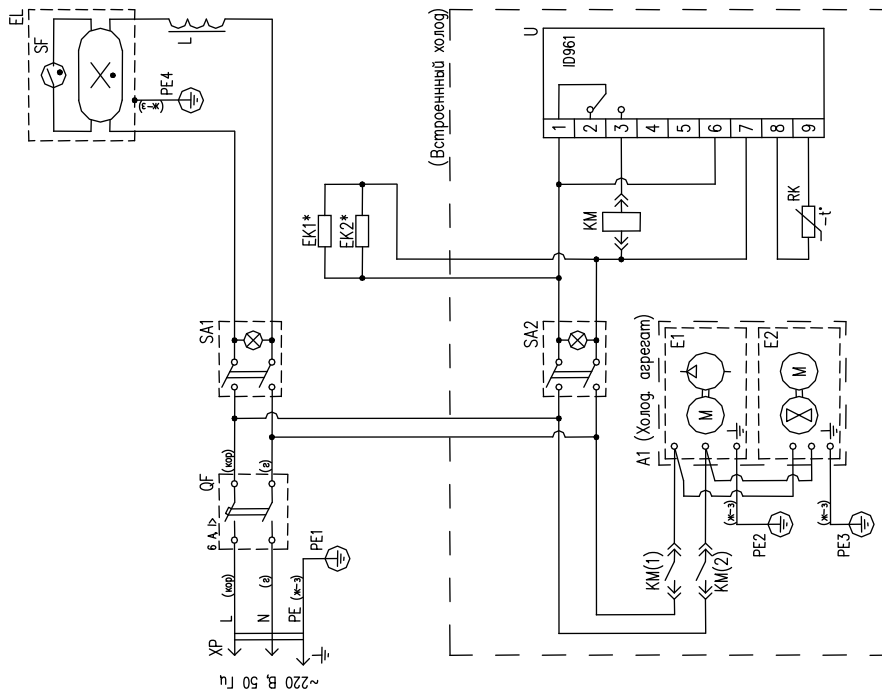 EL
SF
L
PE4
(ж-з)
(Встроеннный холод)
U
ID961
1
2
3
4
5
6
7
8
9
EK1*
EK2*
KM
RK
-t°
SA1
SA2
A1 (Холод. агрегат)
E1
E2
M
M
M
QF
6 А I>
(кор)
(г)
(кор)
(г)
L
N
PE
(ж-з)
PE1
XP
~220 В, 50 Гц
KM(1)
KM(2)
(ж-з)
PE2
(ж-з)
PE3